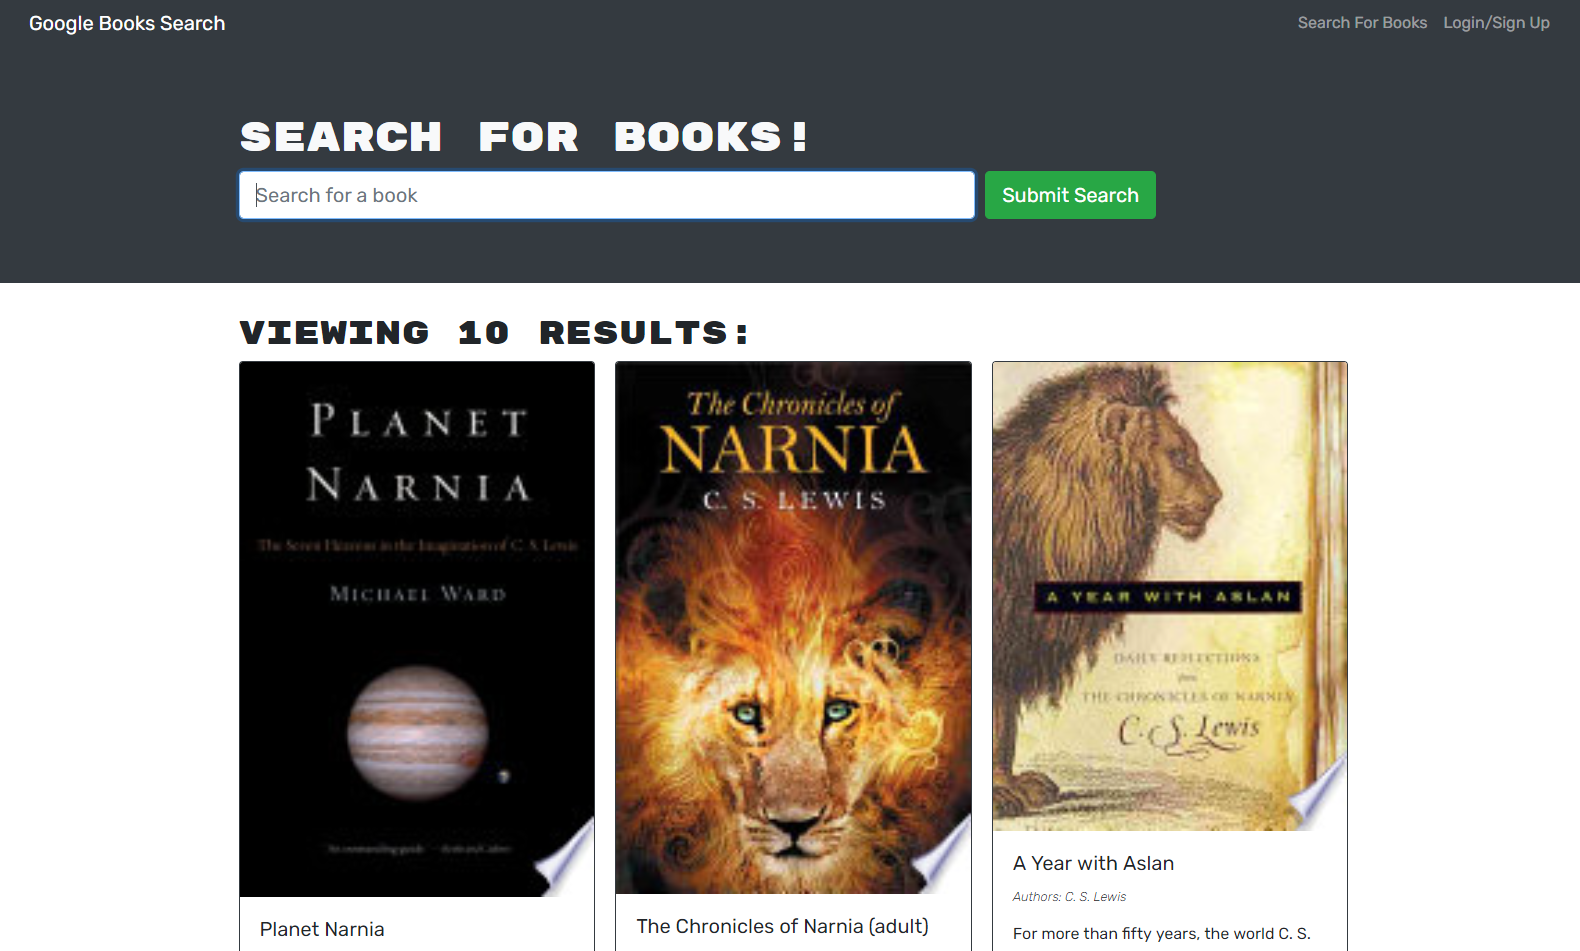 Google Books Search
Search For Books
Login/Sign Up
SEARCH FOR BOOKS!
Search for a book
Submit Search
VIEWING 10 RESULTS:
PLANET
NARNIA
The Seven Heavens in the Imagination of C. S. Lewis
MICHAEL WARD
Planet Narnia
The Chronicles of
NARNIA
C. S. LEWIS
The Chronicles of Narnia (adult)
A YEAR WITH ASLAN
DAILY REFLECTIONS
from
THE CHRONICLES OF NARNIA
C. S. Lewis
A Year with Aslan
Authors: C. S. Lewis
For more than fifty years, the world C. S.